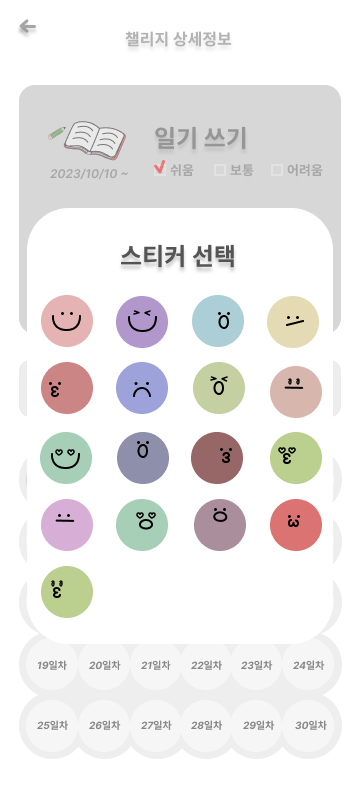 챌리지 상세정보
일기 쓰기
2023/10/10 ~
쉬움 보통 어려움
스티커 선택
19일차 20일차 21일차 22일차 23일차 24일차
25일차 26일차 27일차 28일차 29일차 30일차